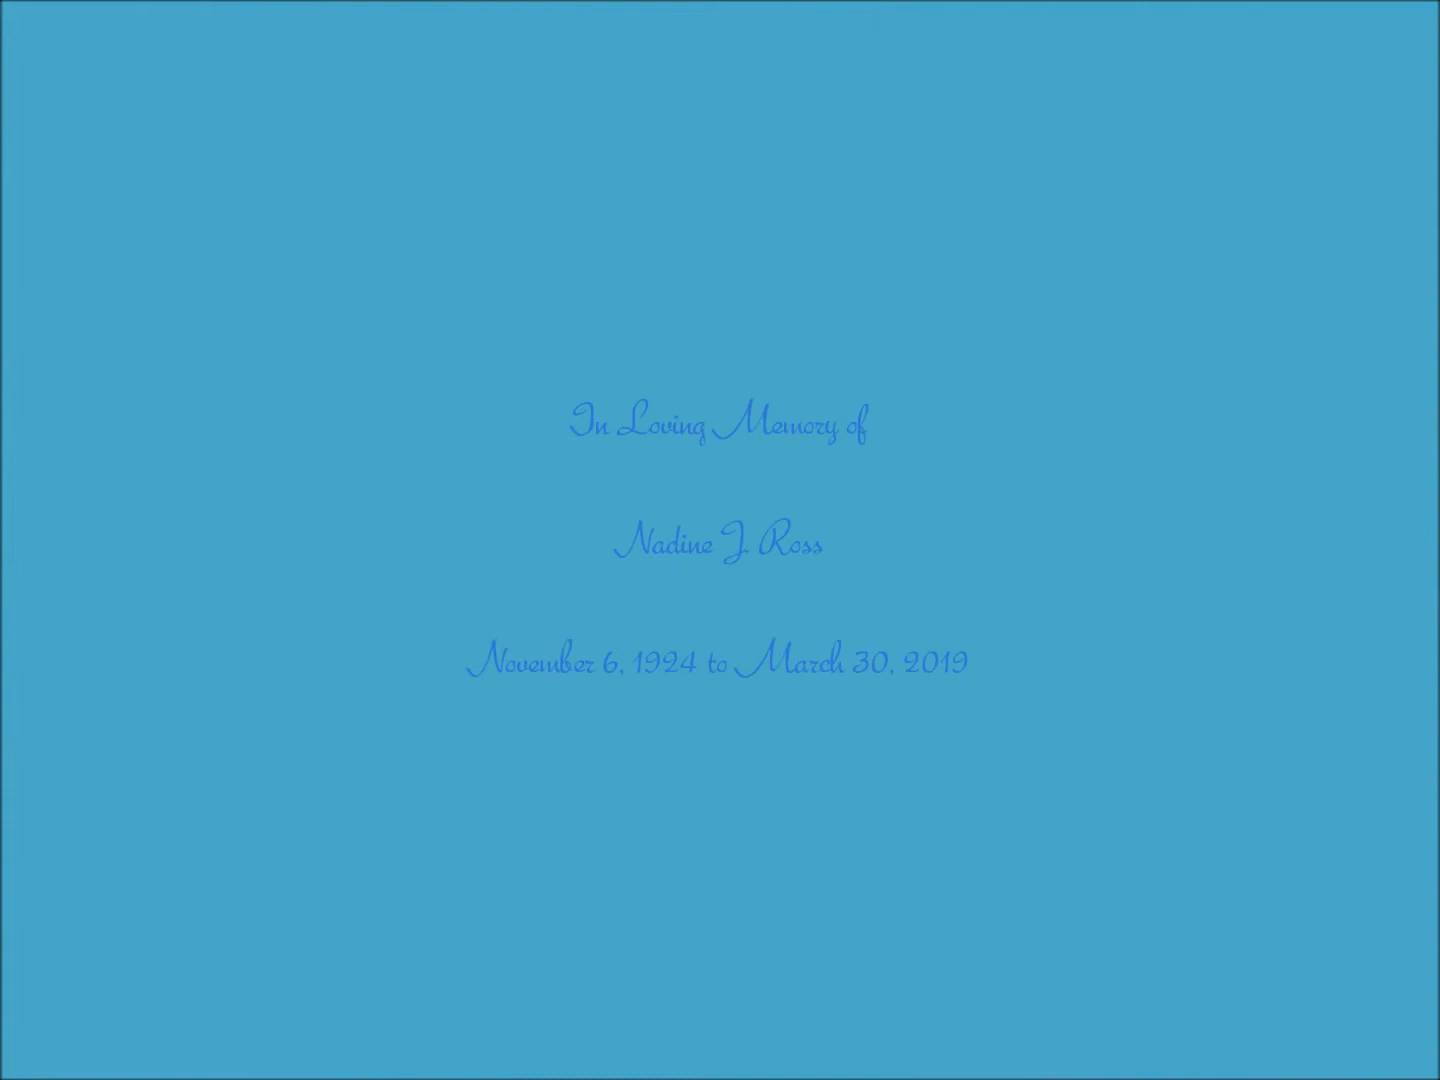 In Loving Memory of
Nadine J. Ross
November 6, 1924 to March 30, 2019